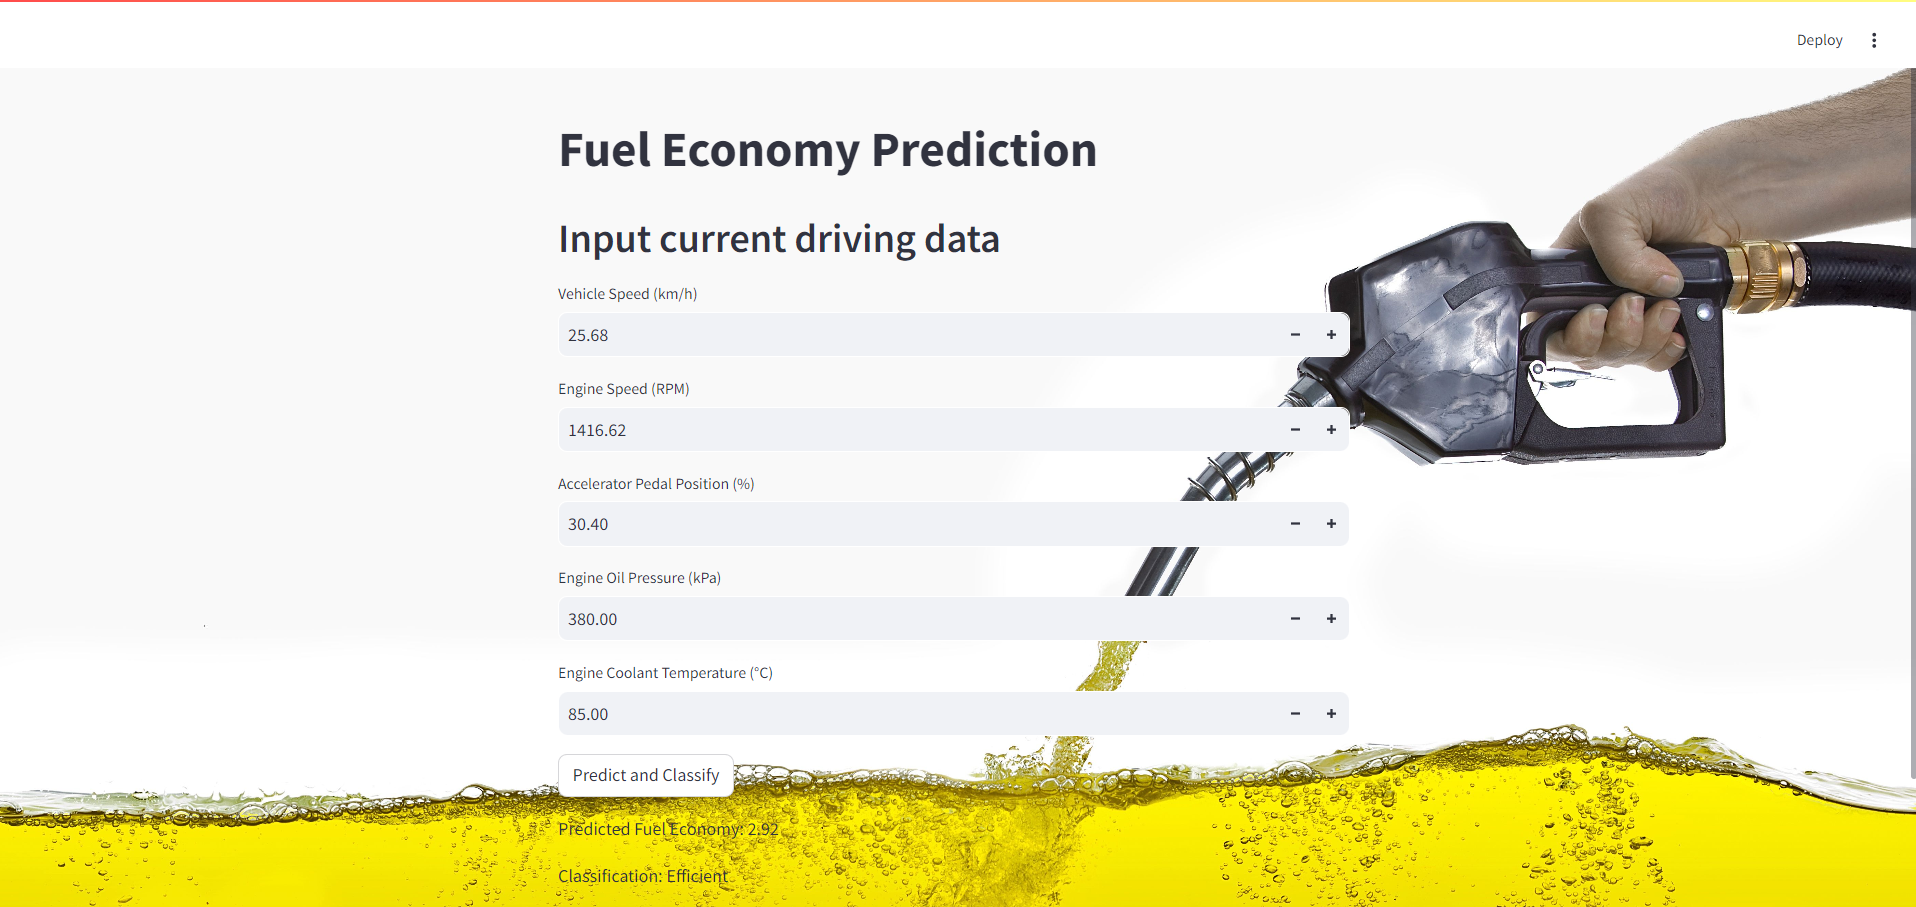 Deploy
Fuel Economy Prediction
Input current driving data
Vehicle Speed (km/h)
25.68
Engine Speed (RPM)
1416.62
Accelerator Pedal Position (%)
30.40
Engine Oil Pressure (kPa)
380.00
Engine Coolant Temperature (°C)
85.00
Predict and Classify
Predicted Fuel Economy: 2.92
Classification: Efficient